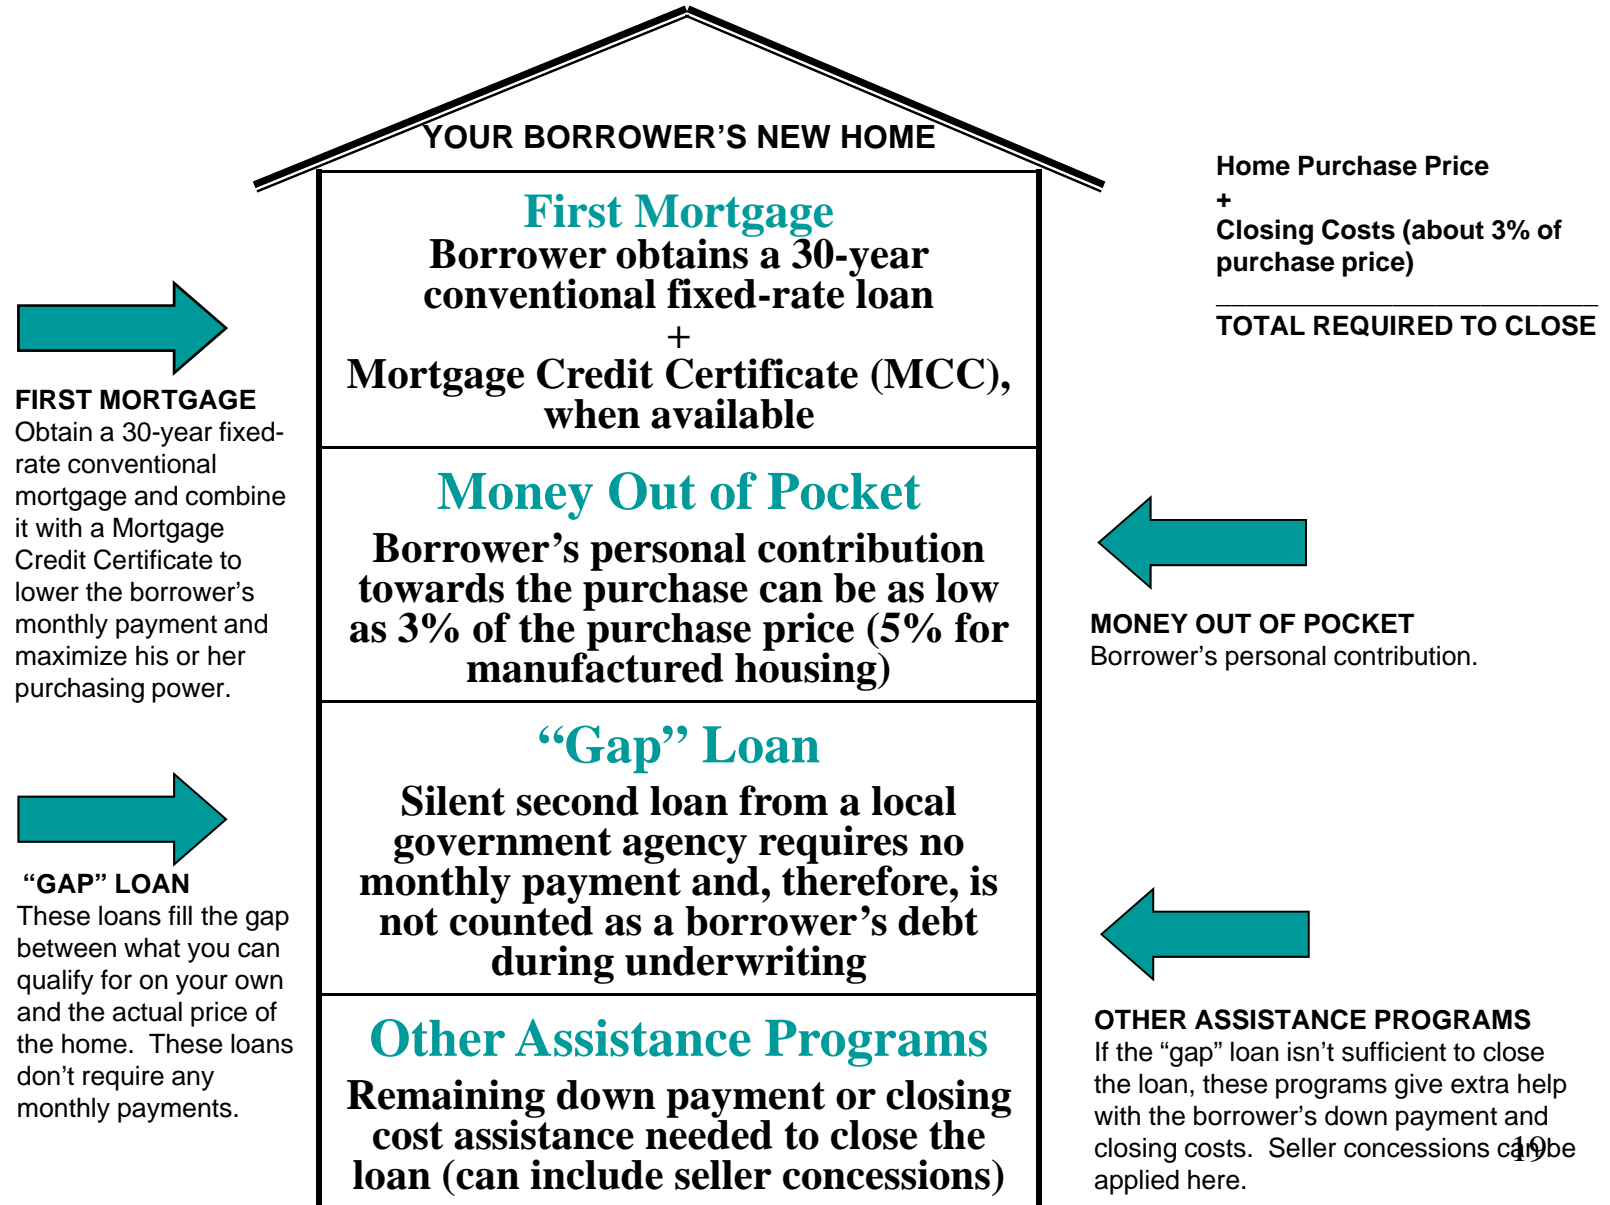 YOUR BORROWER’S NEW HOME
First Mortgage
Borrower obtains a 30-year
conventional fixed-rate loan
+
Mortgage Credit Certificate (MCC),
when available
Money Out of Pocket
Borrower’s personal contribution
towards the purchase can be as low
as 3% of the purchase price (5% for
manufactured housing)
“Gap” Loan
Silent second loan from a local
government agency requires no
monthly payment and, therefore, is
not counted as a borrower’s debt
during underwriting
Other Assistance Programs
Remaining down payment or closing
cost assistance needed to close the
loan (can include seller concessions)
FIRST MORTGAGE
Obtain a 30-year fixed-
rate conventional
mortgage and combine
it with a Mortgage
Credit Certificate to
lower the borrower’s
monthly payment and
maximize his or her
purchasing power.
“GAP” LOAN
These loans fill the gap
between what you can
qualify for on your own
and the actual price of
the home.  These loans
don’t require any
monthly payments.
Home Purchase Price
+
Closing Costs (about 3% of
purchase price)
TOTAL REQUIRED TO CLOSE
MONEY OUT OF POCKET
Borrower’s personal contribution.
OTHER ASSISTANCE PROGRAMS
If the “gap” loan isn’t sufficient to close
the loan, these programs give extra help
with the borrower’s down payment and
closing costs.  Seller concessions can be
applied here.
19